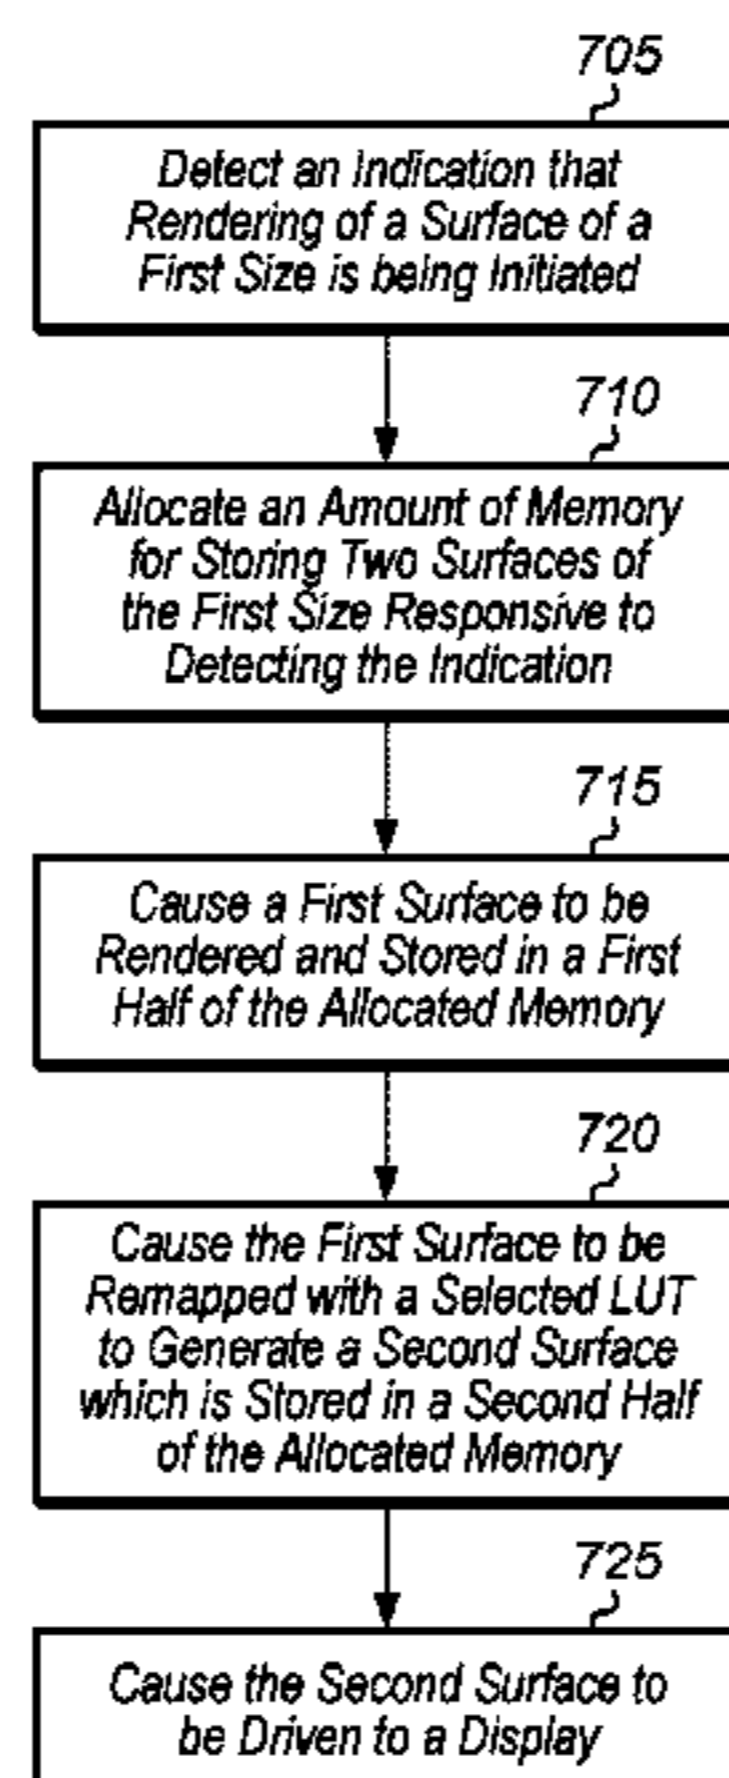 705
Detect an Indication that
Rendering of a Surface of a
First Size is being Initiated
710
Allocate an Amount of Memory
for Storing Two Surfaces of
the First Size Responsive to
Detecting the Indication
715
Cause a First Surface to be
Rendered and Stored in a First
Half of the Allocated Memory
720
Cause the First Surface to be
Remapped with a Selected LUT
to Generate a Second Surface
which is Stored in a Second Half
of the Allocated Memory
725
Cause the Second Surface to
be Driven to a Display